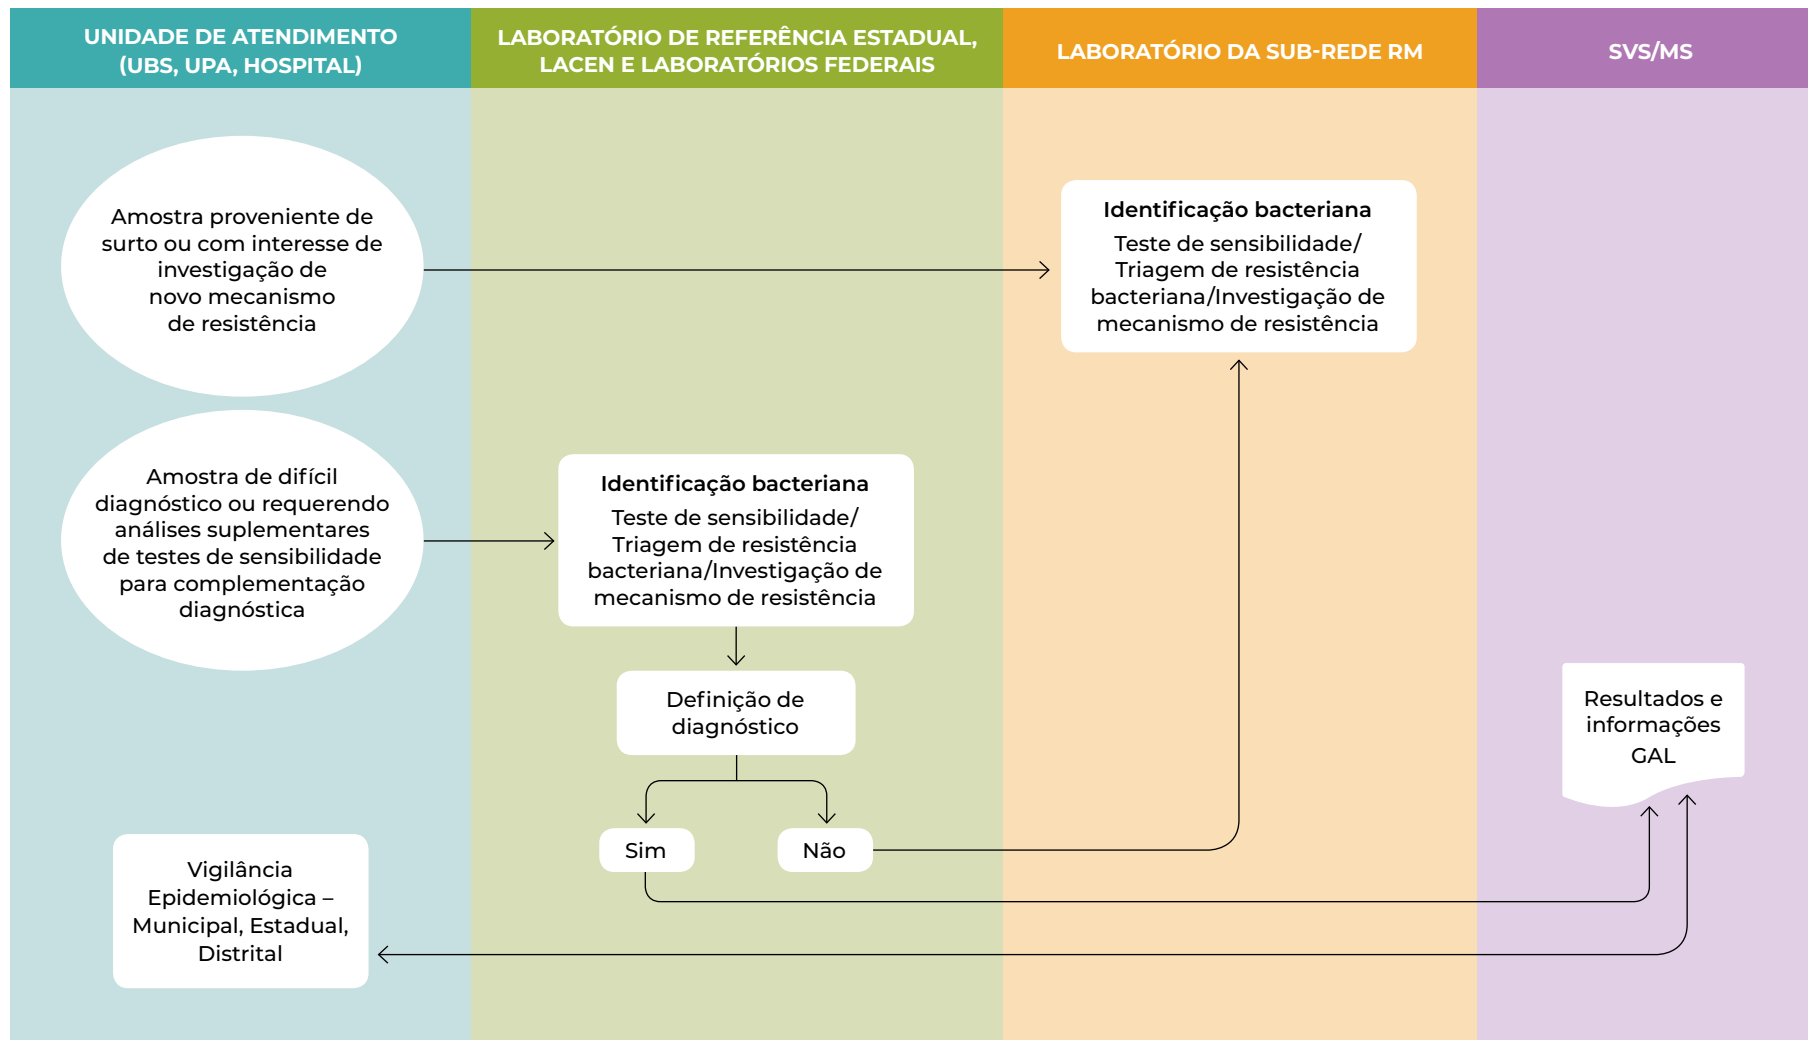 UNIDADE DE ATENDIMENTO
(UBS, UPA, HOSPITAL)
LABORATÓRIO DE REFERÊNCIA ESTADUAL,
LACEN E LABORATÓRIOS FEDERAIS
LABORATÓRIO DA SUB-REDE RM
SVS/MS
Amostra proveniente de
surto ou com interesse de
investigação de
novo mecanismo
de resistência
Identificação bacteriana
Teste de sensibilidade/
Triagem de resistência
bacteriana/Investigação de
mecanismo de resistência
Amostra de difícil
diagnóstico ou requerendo
análises suplementares
de testes de sensibilidade
para complementação
diagnóstica
Identificação bacteriana
Teste de sensibilidade/
Triagem de resistência
bacteriana/Investigação de
mecanismo de resistência
Definição de
diagnóstico
Sim
Não
Resultados e
informações
GAL
Vigilância
Epidemiológica –
Municipal, Estadual,
Distrital